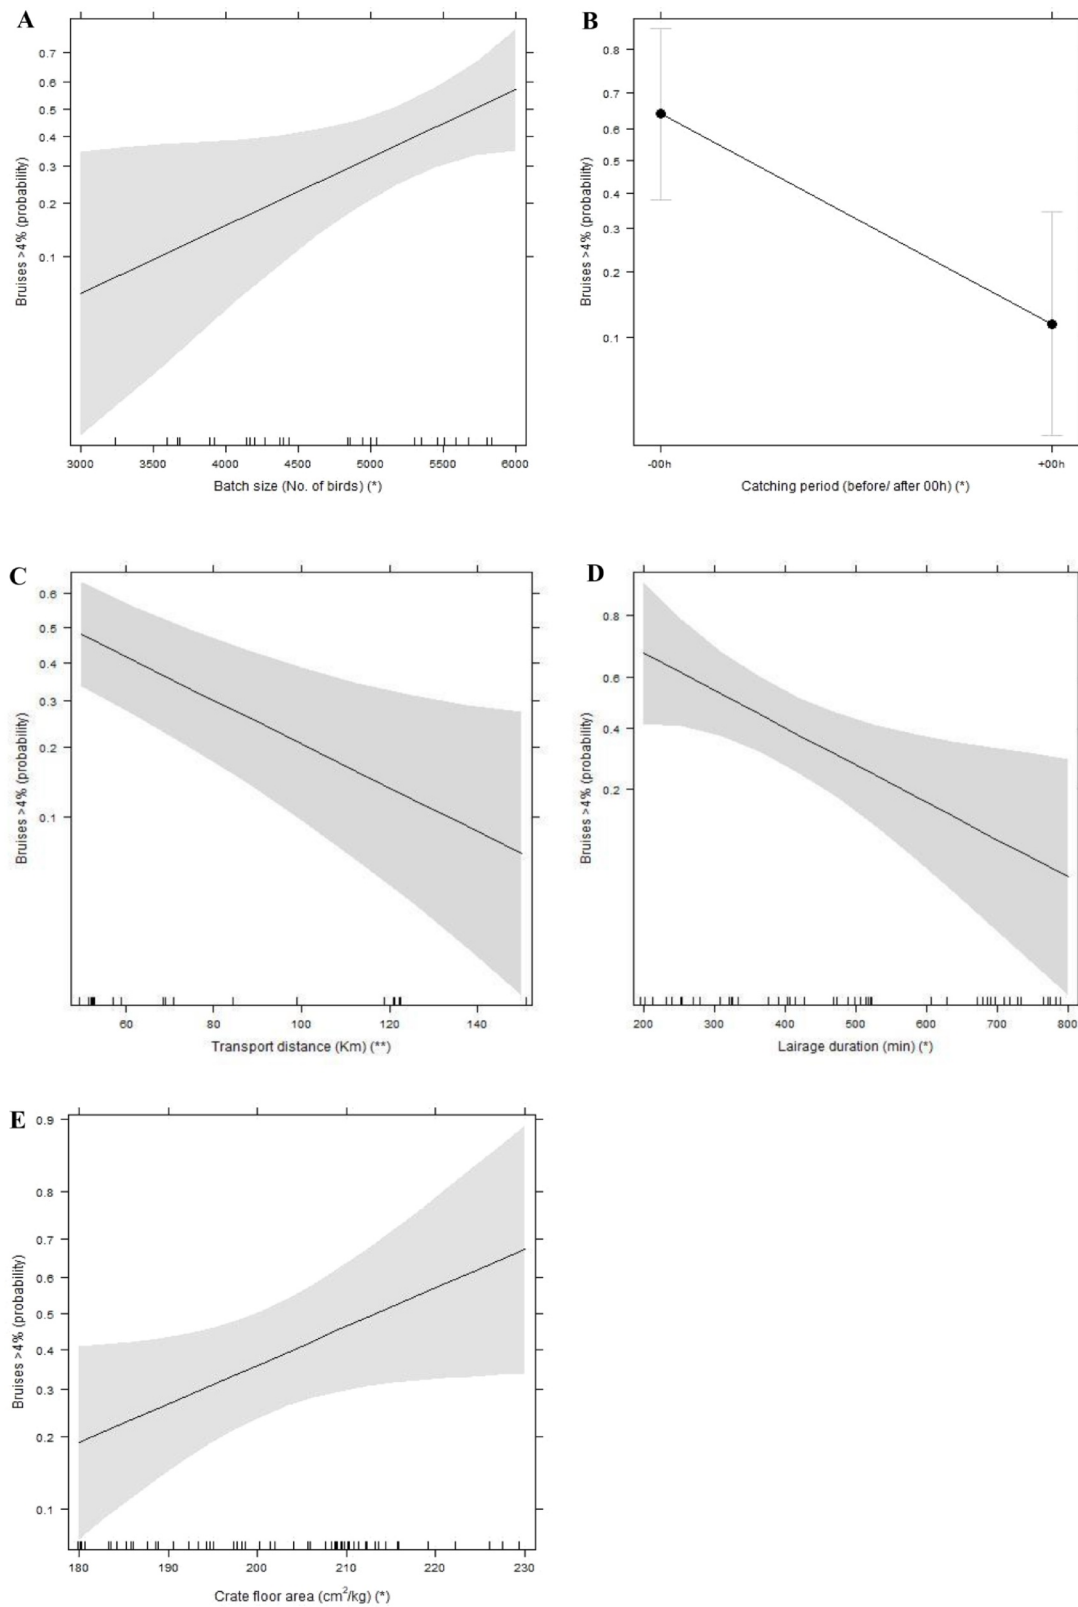 A
Bruises >4% (probability)
0.7
0.6
0.5
0.4
0.3
0.2
0.1
3000 3500 4000 4500 5000 5500 6000
Batch size (No. of birds) (*)
B
Bruises >4% (probability)
0.8
0.7
0.6
0.5
0.4
0.3
0.2
0.1
-00h +00h
Catching period (before/ after 00h) (*)
C
Bruises >4% (probability)
0.6
0.5
0.4
0.3
0.2
0.1
60 80 100 120 140
Transport distance (Km) (**)
D
Bruises >4% (probability)
0.8
0.6
0.4
0.2
200 300 400 500 600 700 800
Lairage duration (min) (*)
E
Bruises >4% (probability)
0.9
0.8
0.7
0.6
0.5
0.4
0.3
0.2
0.1
180 190 200 210 220 230
Crate floor area (cm²/kg) (*)